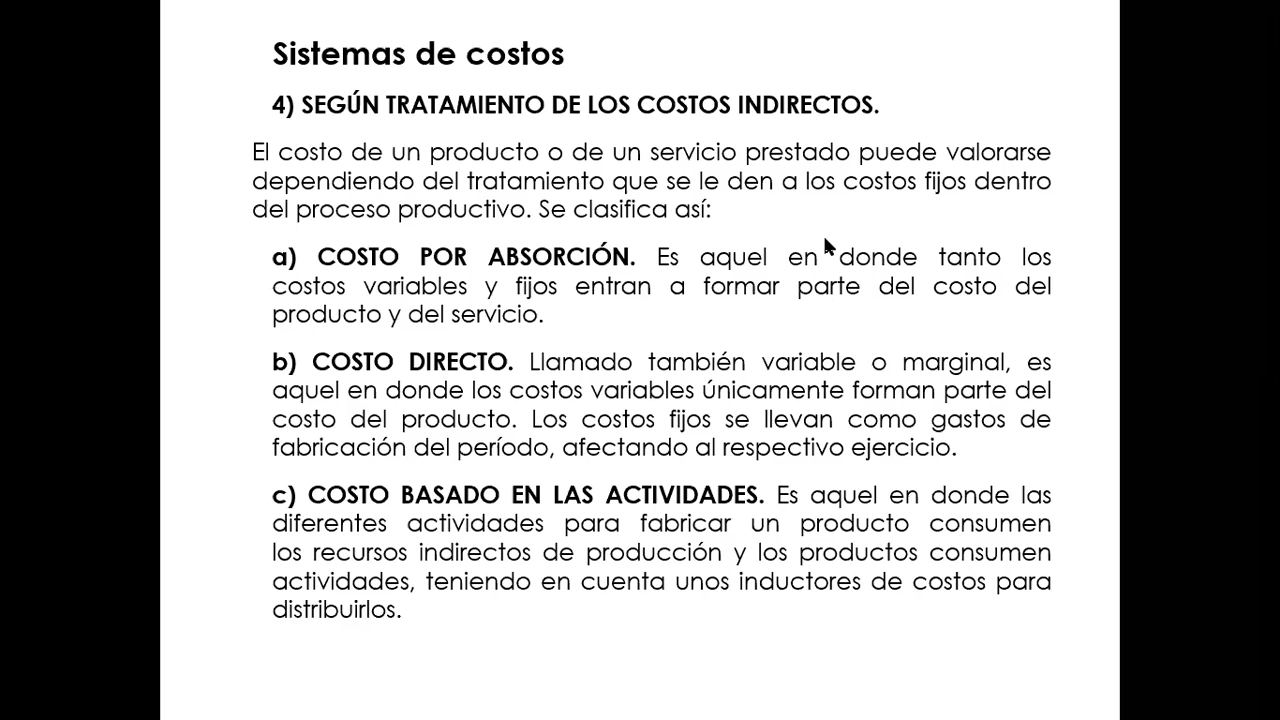 Sistemas de costos
4) SEGÚN TRATAMIENTO DE LOS COSTOS INDIRECTOS.
El costo de un producto o de un servicio prestado puede valorarse
dependiendo del tratamiento que se le den a los costos fijos dentro
del proceso productivo. Se clasifica así:
a) COSTO POR ABSORCIÓN. Es aquel en donde tanto los
costos variables y fijos entran a formar parte del costo del
producto y del servicio.
b) COSTO DIRECTO. Llamado también variable o marginal, es
aquel en donde los costos variables únicamente forman parte del
costo del producto. Los costos fijos se llevan como gastos de
fabricación del período, afectando al respectivo ejercicio.
c) COSTO BASADO EN LAS ACTIVIDADES. Es aquel en donde las
diferentes actividades para fabricar un producto consumen
los recursos indirectos de producción y los productos consumen
actividades, teniendo en cuenta unos inductores de costos para
distribuirlos.